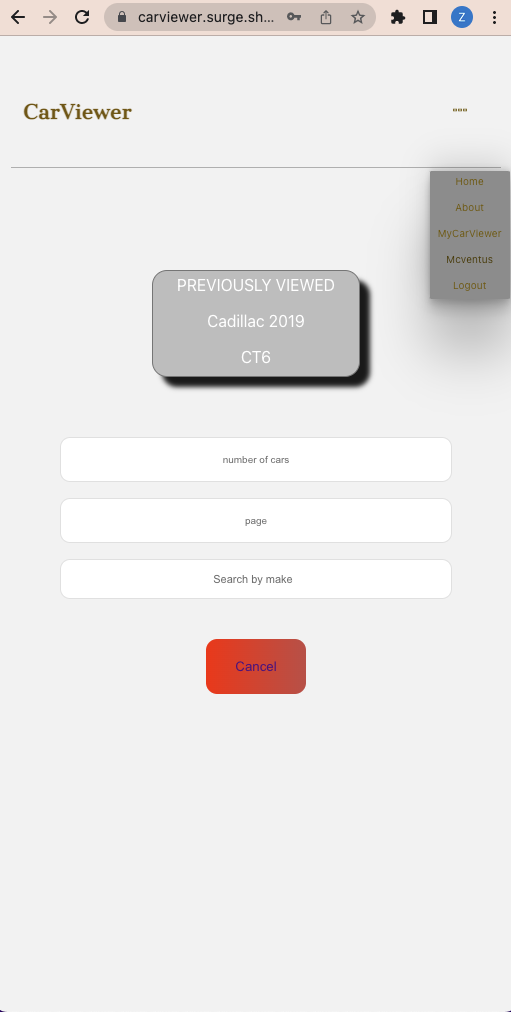 carviewer.surge.sh...
Z
CarViewer
Home
About
MyCarViewer
Mcventus
Logout
PREVIOUSLY VIEWED
Cadillac 2019
CT6
number of cars
page
Search by make
Cancel